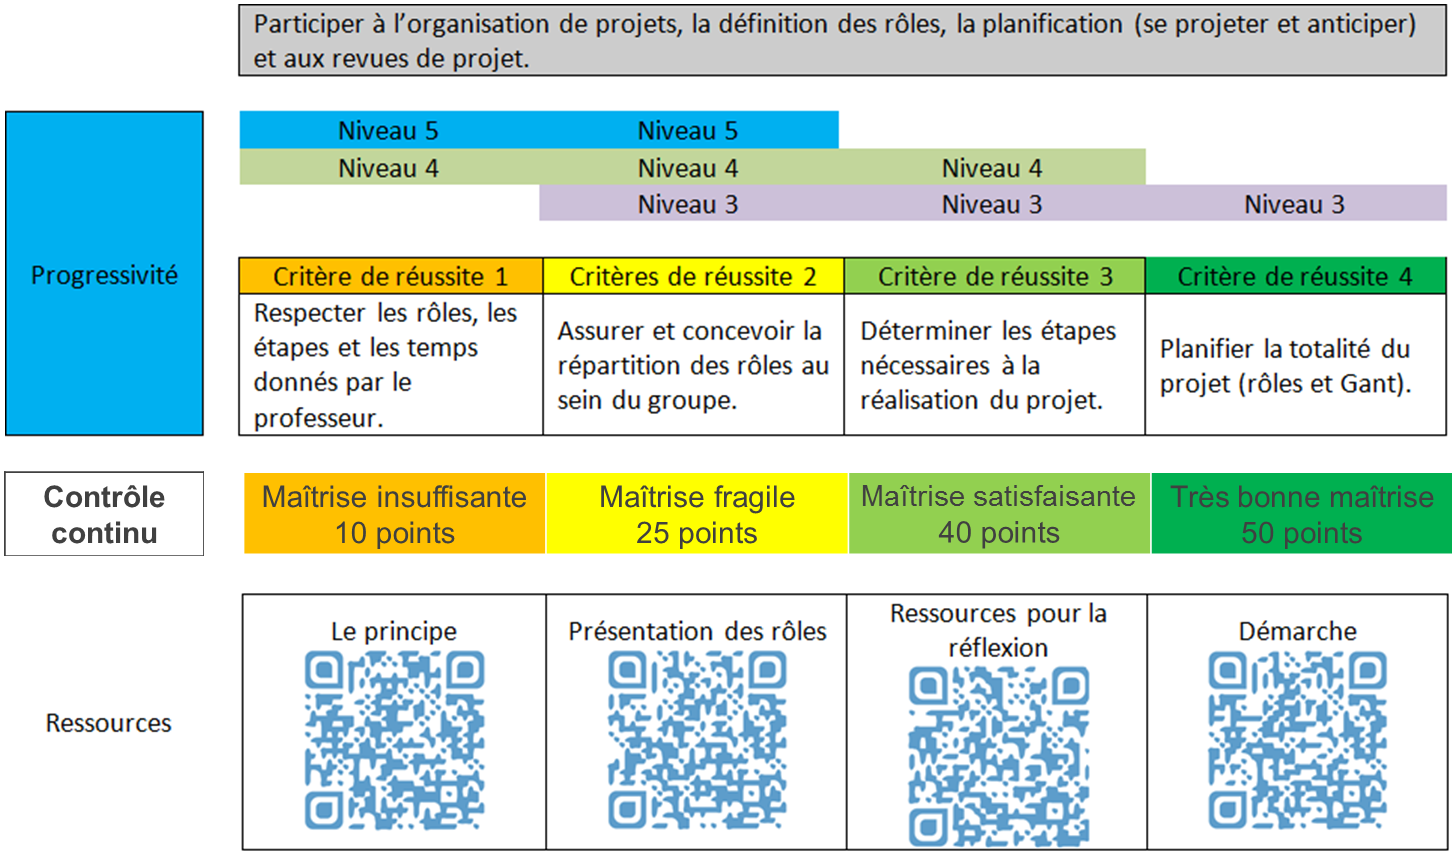 Participer à l’organisation de projets, la définition des rôles, la planification (se projeter et anticiper)
et aux revues de projet.
Progressivité
Niveau 5
Niveau 5
Niveau 4
Niveau 4
Niveau 4
Niveau 3
Niveau 3
Niveau 3
Critère de réussite 1
Critères de réussite 2
Critère de réussite 3
Critère de réussite 4
Respecter les rôles, les
étapes et les temps
donnés par le
professeur.
Assurer et concevoir la
répartition des rôles au
sein du groupe.
Déterminer les étapes
nécessaires à la
réalisation du projet.
Planifier la totalité du
projet (rôles et Gant).
Contrôle
continu
Maîtrise insuffisante
10 points
Maîtrise fragile
25 points
Maîtrise satisfaisante
40 points
Très bonne maîtrise
50 points
Ressources
Le principe
Présentation des rôles
Ressources pour la
réflexion
Démarche